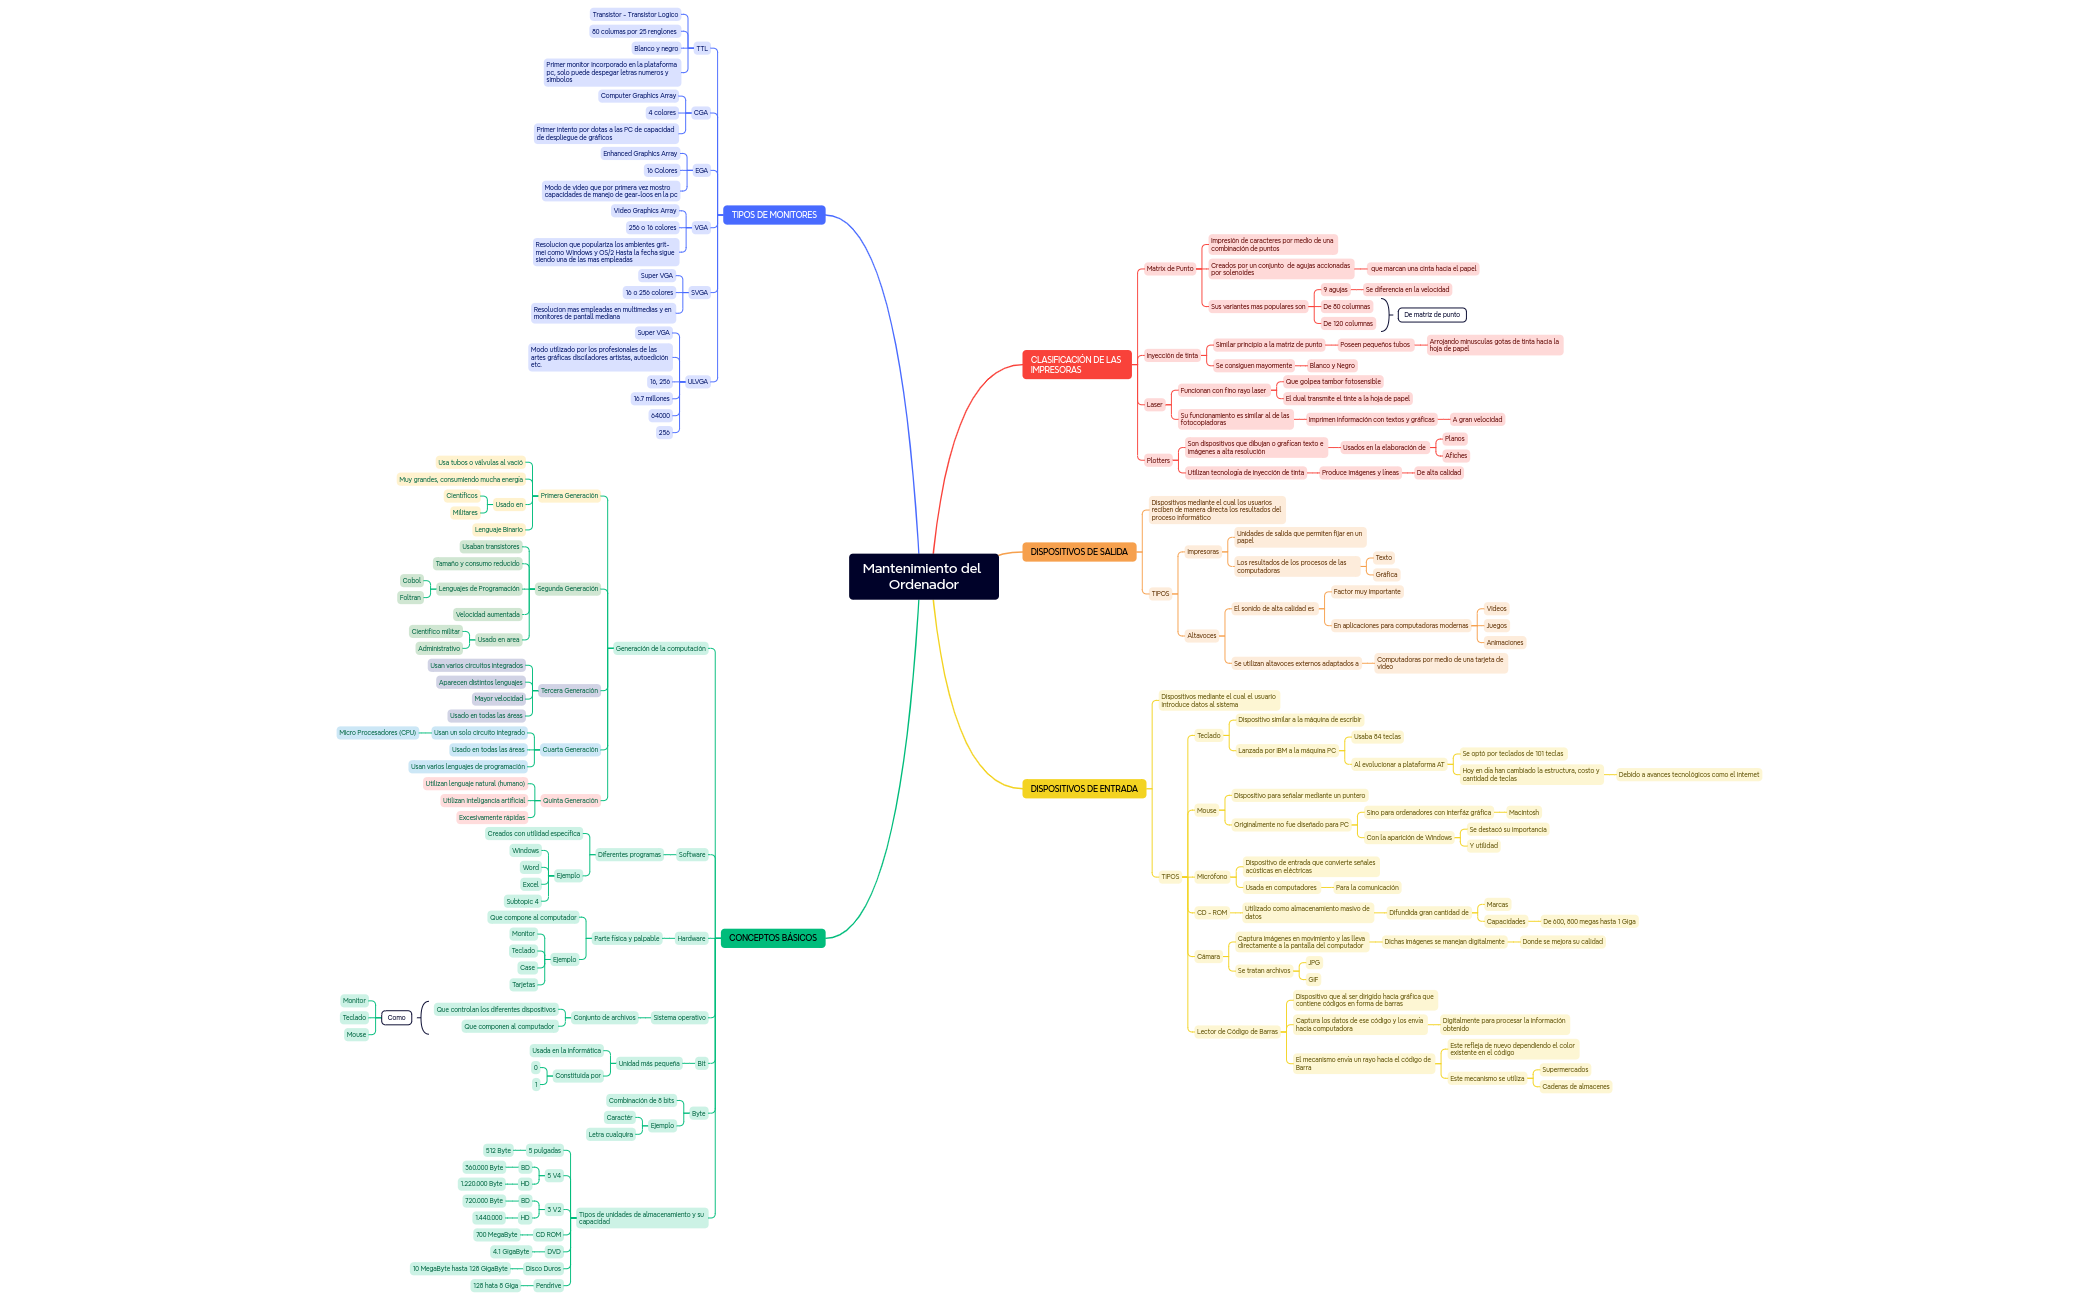 Mantenimiento del
Ordenador
TIPOS DE MONITORES
TTL
Transistor - Transistor Logico
80 columas por 25 renglones
Blanco y negro
Primer monitor incorporado en la plataforma
pc, solo puede despegar letras numeros y
simbolos
CGA
Computer Graphics Array
4 colores
Primer intento por dotas a las PC de capacidad
de despliegue de gráficos
EGA
Enhanced Graphics Array
16 Colores
Modo de video que por primera vez mostro
capacidades de manejo de gear-loos en la pc
VGA
Video Graphics Array
256 o 16 colores
Resolucion que populariza los ambientes grit-
mei como Windows y OS/2 Hasta la fecha sigue
siendo una de las mas empleadas
SVGA
Super VGA
16 o 256 colores
Resolucion mas empleadas en multimedias y en
monitores de pantall mediana
ULVGA
Super VGA
Modo utilizado por los profesionales de las
artes gráficas disciladores artistas, autoedición
etc.
16, 256
16.7 millones
64000
256
CONCEPTOS BÁSICOS
Generación de la computación
Primera Generación
Usa tubos o válvulas al vació
Muy grandes, consumiendo mucha energía
Usado en
Científicos
Militares
Lenguaje Binario
Segunda Generación
Usaban transistores
Tamaño y consumo reducido
Lenguajes de Programación
Cobol
Foltran
Velocidad aumentada
Usado en area
Científico militar
Administrativo
Tercera Generación
Usan varios circuitos integrados
Aparecen distintos lenguajes
Mayor velocidad
Usado en todas las áreas
Cuarta Generación
Usan un solo circuito integrado
Micro Procesadores (CPU)
Usado en todas las áreas
Usan varios lenguajes de programación
Quinta Generación
Utilizan lenguaje natural (humano)
Utilizan inteligancia artificial
Excesivamente rápidas
Software
Diferentes programas
Creados con utilidad específica
Ejemplo
Windows
Word
Excel
Subtopic 4
Hardware
Parte física y palpable
Que compone al computador
Ejemplo
Monitor
Teclado
Case
Tarjetas
Sistema operativo
Conjunto de archivos
Que controlan los diferentes dispositivos
Que componen al computador
Como
Monitor
Teclado
Mouse
Bit
Unidad más pequeña
Usada en la informática
Constituida por
0
1
Byte
Combinación de 8 bits
Ejemplo
Caractér
Letra cualquira
Tipos de unidades de almacenamiento y su
capacidad
5 pulgadas
512 Byte
5 V4
BD
360.000 Byte
HD
1.220.000 Byte
3 V2
BD
720.000 Byte
HD
1.440.000
CD ROM
700 MegaByte
DVD
4.1 GigaByte
Disco Duros
10 MegaByte hasta 128 GigaByte
Pendrive
128 hata 8 Giga
CLASIFICACIÓN DE LAS
IMPRESORAS
Matrix de Punto
Impresión de caracteres por medio de una
combinación de puntos
Creados por un conjunto de agujas accionadas
por solenoides
que marcan una cinta hacia el papel
Sus variantes mas populares son
9 agujas
Se diferencia en la velocidad
De 80 columnas
De 120 columnas
De matriz de punto
Inyección de tinta
Similar principio a la matriz de punto
Poseen pequeños tubos
Arrojando minusculas gotas de tinta hacia la
hoja de papel
Se consiguen mayormente
Blanco y Negro
Laser
Funcionan con fino rayo laser
Que golpea tambor fotosensible
El dual transmite el tinte a la hoja de papel
Su funcionamiento es similar al de las
fotocopiadoras
Imprimen información con textos y gráficas
A gran velocidad
Plotters
Son dispositivos que dibujan o grafican texto e
imágenes a alta resolución
Usados en la elaboración de
Planos
Afiches
Utilizan tecnología de inyección de tinta
Produce imágenes y líneas
De alta calidad
DISPOSITIVOS DE SALIDA
Dispositivos mediante el cual los usuarios
reciben de manera directa los resultados del
proceso informático
TIPOS
Impresoras
Unidades de salida que permiten fijar en un
papel
Los resultados de los procesos de las
computadoras
Texto
Gráfica
Altavoces
El sonido de alta calidad es
Factor muy importante
En aplicaciones para computadoras modernas
Videos
Juegos
Animaciones
Se utilizan altavoces externos adaptados a
Computadoras por medio de una tarjeta de
video
DISPOSITIVOS DE ENTRADA
Dispositivos mediante el cual el usuario
introduce datos al sistema
TIPOS
Teclado
Dispositivo similar a la máquina de escribir
Lanzada por IBM a la máquina PC
Usaba 84 teclas
Al evolucionar a plataforma AT
Se optó por teclados de 101 teclas
Hoy en día han cambiado la estructura, costo y
cantidad de teclas
Debido a avances tecnológicos como el internet
Mouse
Dispositivo para señalar mediante un puntero
Originalmente no fue diseñado para PC
Sino para ordenadores con interfáz gráfica
Macintosh
Con la aparición de Windows
Se destacó su importancia
Y utilidad
Micrófono
Dispositivo de entrada que convierte señales
acústicas en eléctricas
Usada en computadores
Para la comunicación
CD - ROM
Utilizado como almacenamiento masivo de
datos
Difundida gran cantidad de
Marcas
Capacidades
De 600, 800 megas hasta 1 Giga
Cámara
Captura imágenes en movimiento y las lleva
directamente a la pantalla del computador
Dichas imágenes se manejan digitalmente
Donde se mejora su calidad
Se tratan archivos
JPG
GIF
Lector de Código de Barras
Dispositivo que al ser dirigido hacia gráfica que
contiene códigos en forma de barras
Captura los datos de ese código y los envía
hacia computadora
Digitalmente para procesar la información
obtenido
El mecanismo envía un rayo hacia el código de
Barra
Este refleja de nuevo dependiendo el color
existente en el código
Este mecanismo se utiliza
Supermercados
Cadenas de almacenes